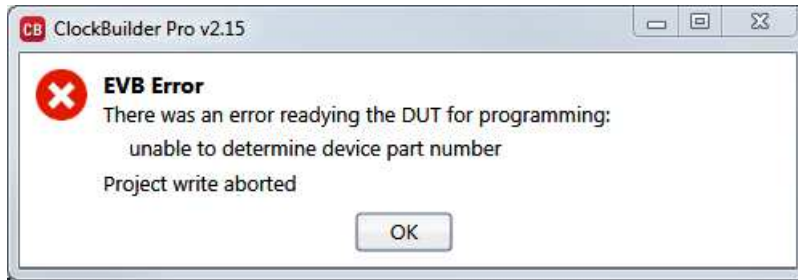 CB ClockBuilder Pro v2.15
EVB Error
There was an error readying the DUT for programming:
unable to determine device part number
Project write aborted
OK